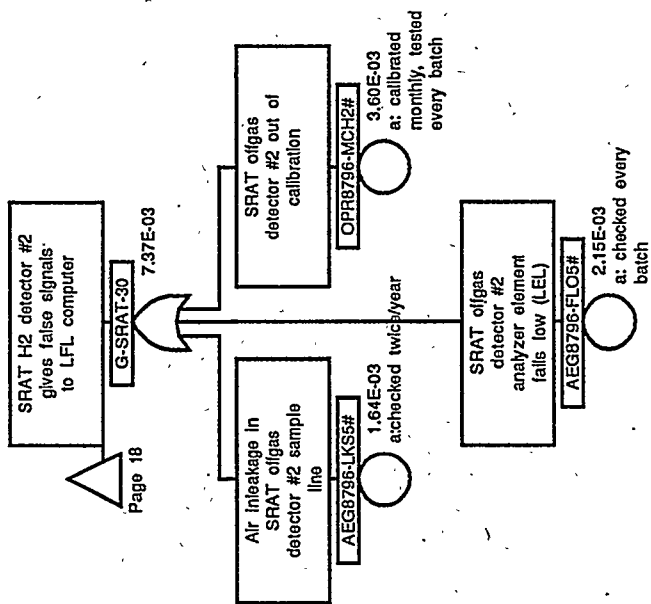 SRAT H2 detector #2
gives false signals
to LFL computer
G-SRAT-30
7.37E-03
Page 18
Air inleakage in
SRAT offgas
detector #2 sample
line
AEG8796-LKS5#
1.64E-03
a:checked twice/year
SRAT offgas
detector #2 out of
calibration
OPR8796-MCH2#
3.60E-03
a: calibrated
monthly, tested
every batch
SRAT offgas
detector #2
analyzer element
fails low (LEL)
AEG8796-FLO5#
2.15E-03
a: checked every
batch